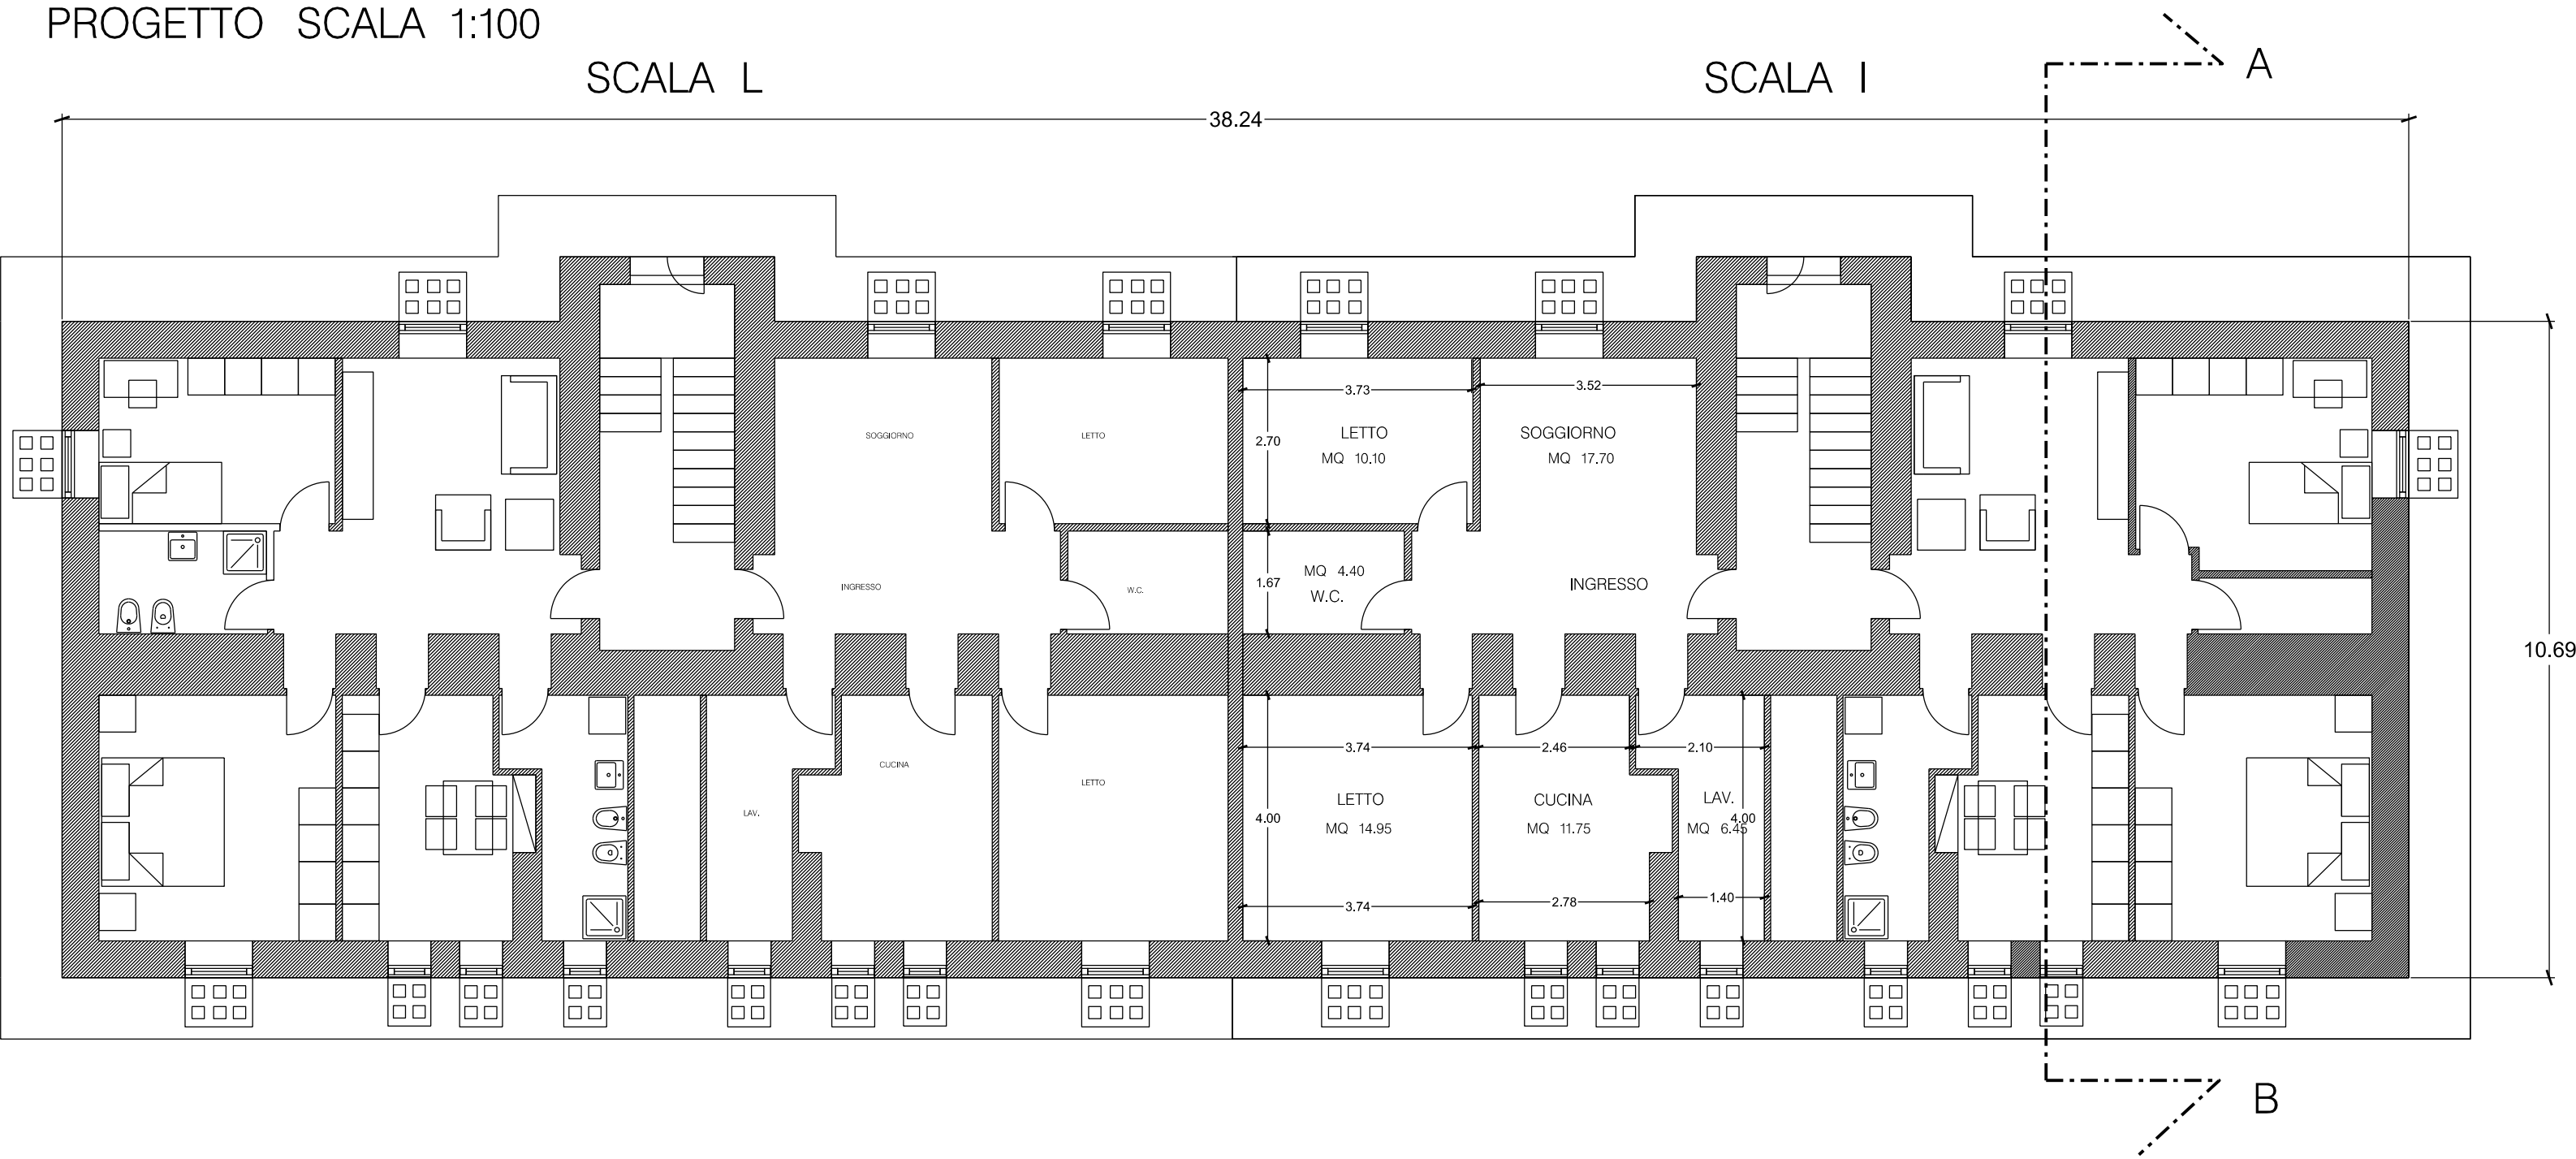 PROGETTO SCALA 1:100
SCALA L
SCALA I
A
38.24
3.73
3.52
2.70
SOGGIORNO
LETTO
LETTO
MQ 10.10
SOGGIORNO
MQ 17.70
INGRESSO
W.C.
1.67
MQ 4.40
W.C.
INGRESSO
10.69
3.74
2.46
2.10
CUCINA
LETTO
LAV.
4.00
LETTO
MQ 14.95
CUCINA
MQ 11.75
LAV.
MQ 6.45
4.00
3.74
2.78
1.40
B